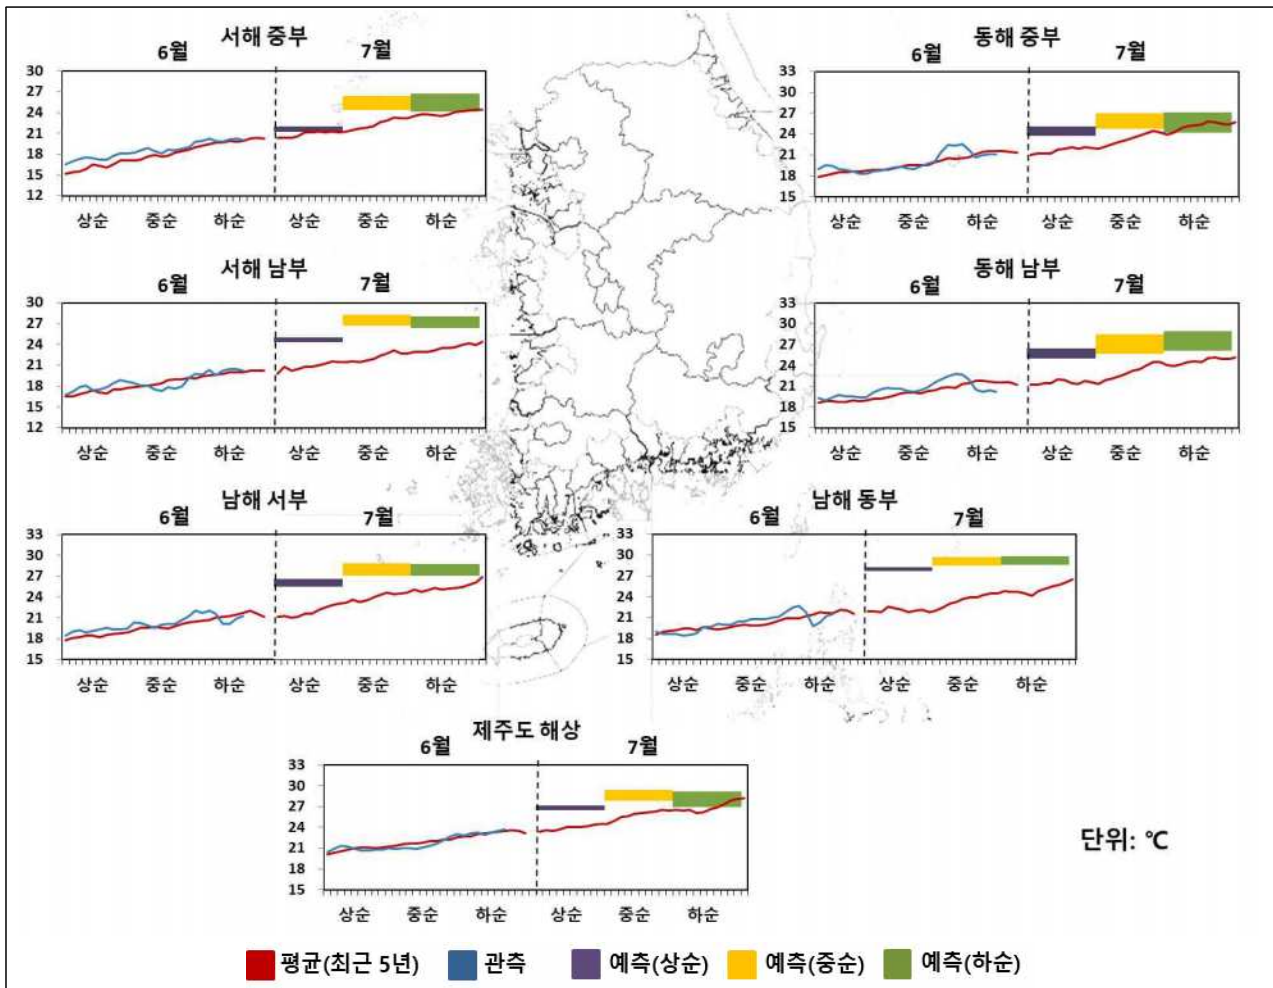 서해 중부
6월 7월
30
27
24
21
18
15
12
상순 중순 하순 상순 중순 하순
동해 중부
6월 7월
33
30
27
24
21
18
15
상순 중순 하순 상순 중순 하순
서해 남부
6월 7월
30
27
24
21
18
15
12
상순 중순 하순 상순 중순 하순
동해 남부
6월 7월
33
30
27
24
21
18
15
상순 중순 하순 상순 중순 하순
남해 서부
6월 7월
33
30
27
24
21
18
15
상순 중순 하순 상순 중순 하순
남해 동부
6월 7월
33
30
27
24
21
18
15
상순 중순 하순 상순 중순 하순
제주도 해상
6월 7월
33
30
27
24
21
18
15
상순 중순 하순 상순 중순 하순
단위: ℃
평균(최근 5년) 관측 예측(상순) 예측(중순) 예측(하순)